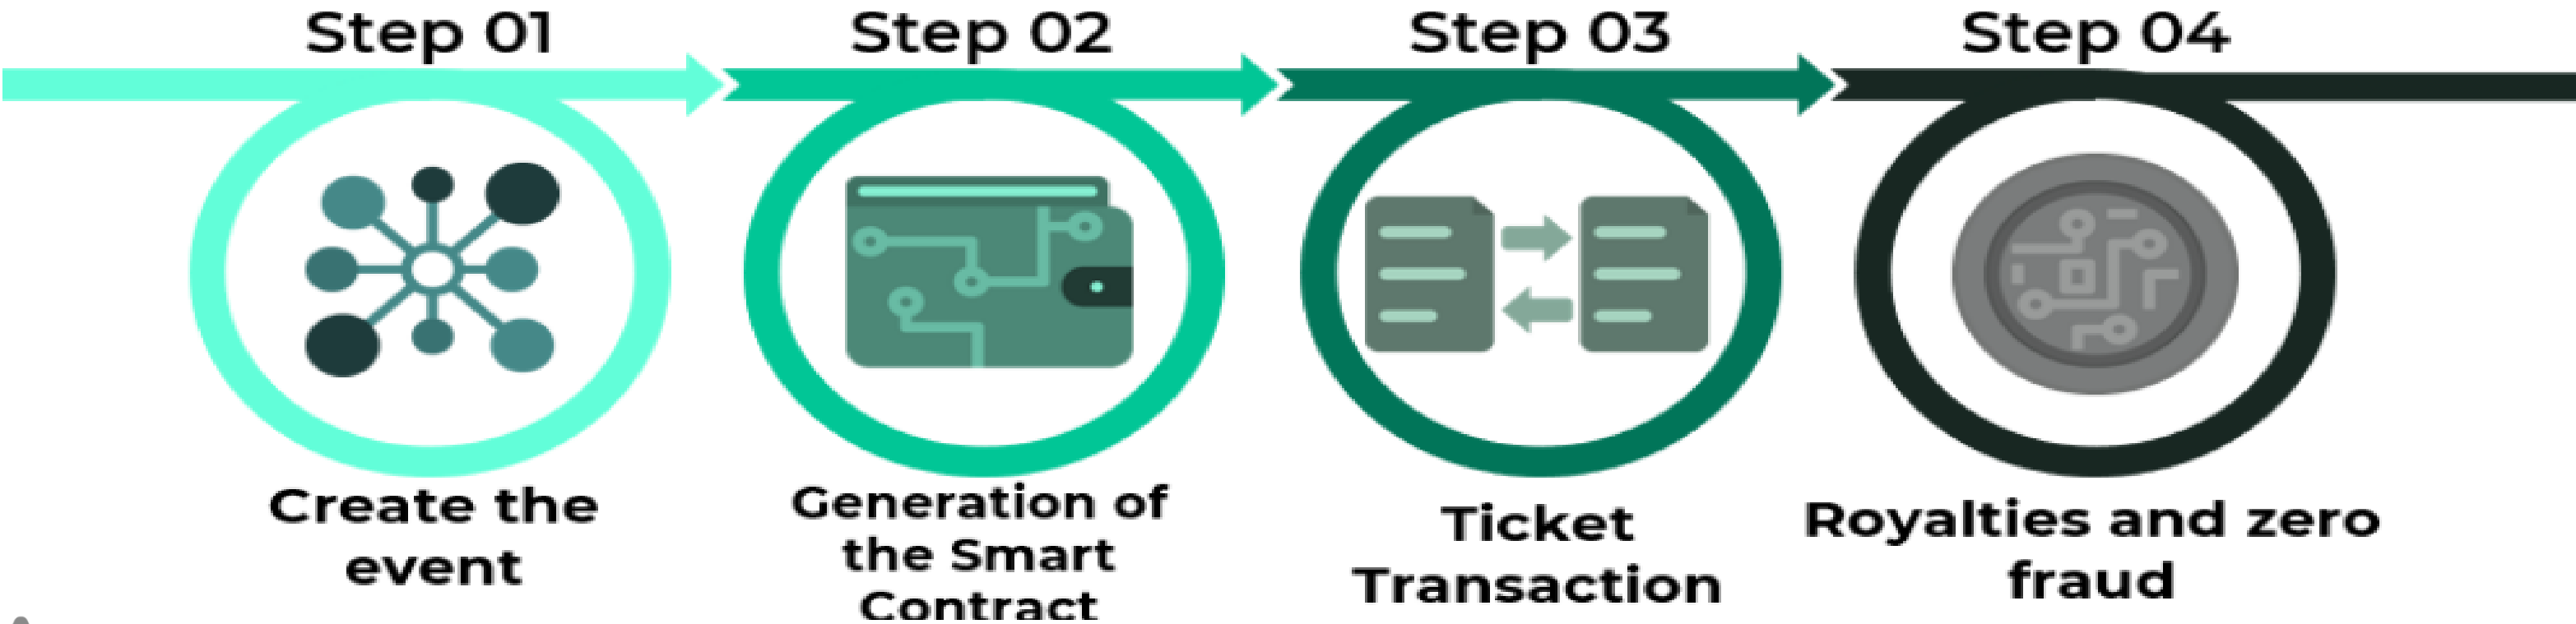 Step 01
Step 02
Step 03
Step 04
Create the
event
Generation of
the Smart
Contract
Ticket
Transaction
Royalties and zero
fraud